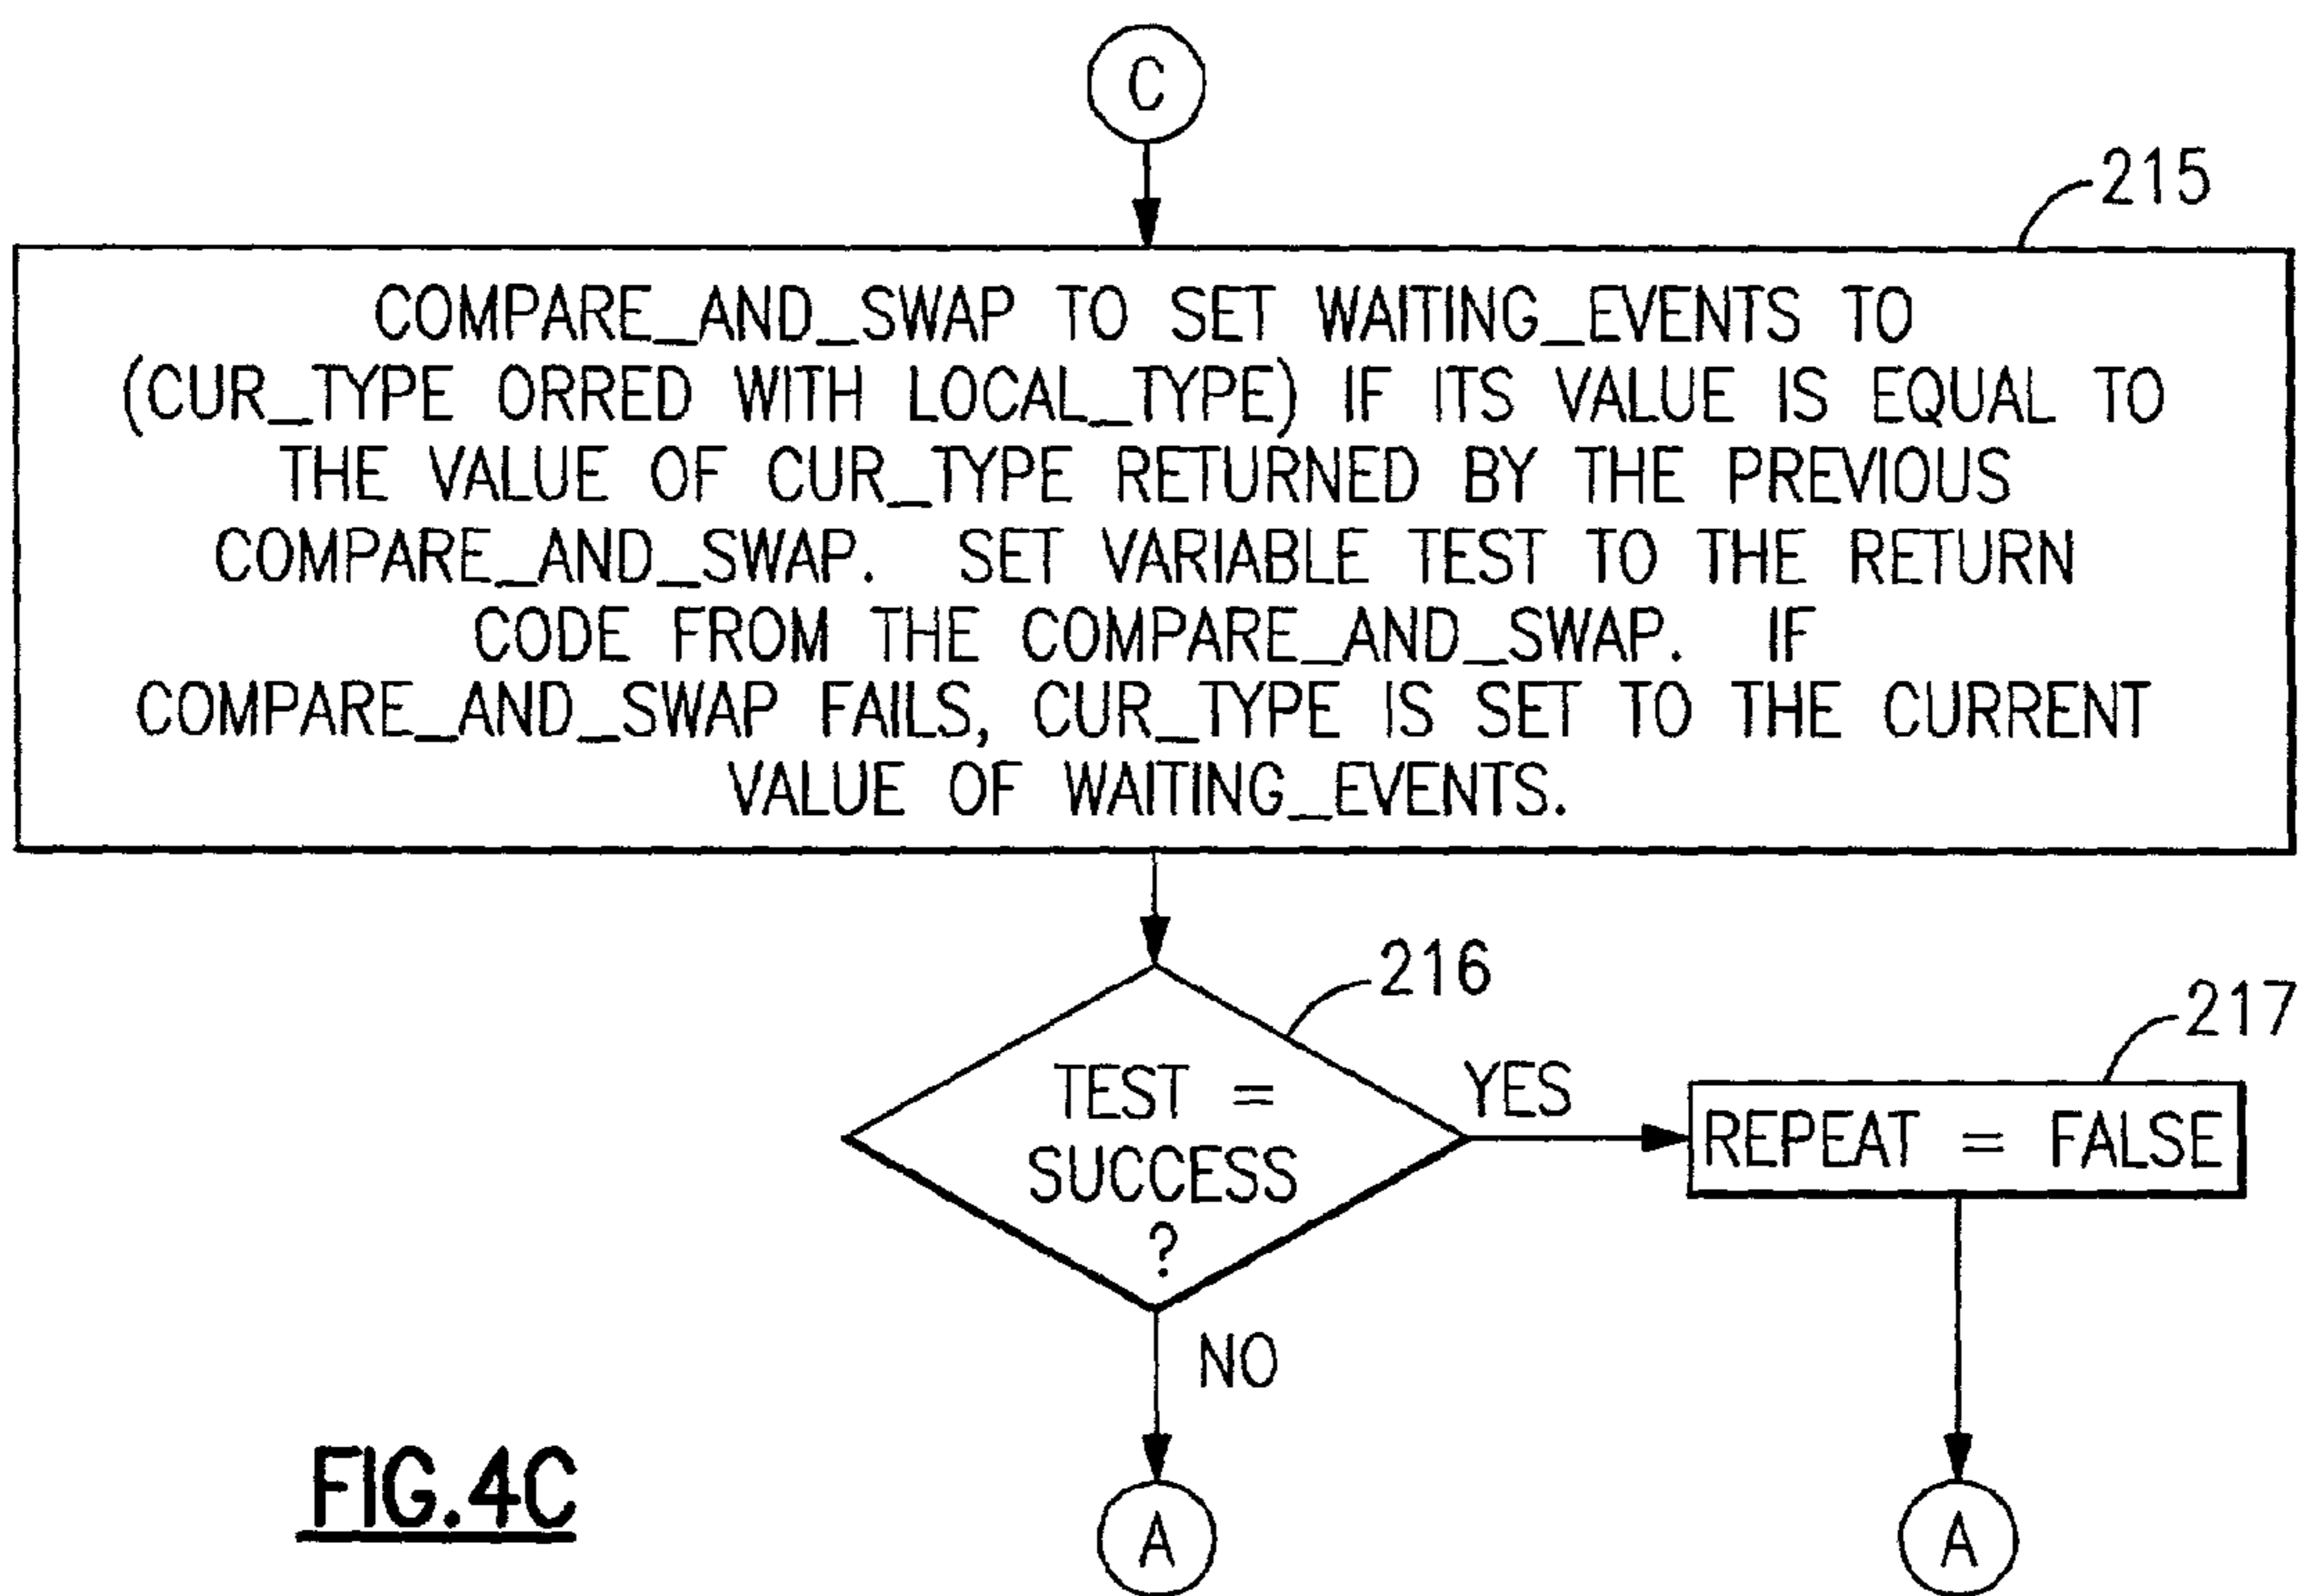 C
215
COMPARE_AND_SWAP TO SET WAITING_EVENTS TO
(CUR_TYPE ORRED WITH LOCAL_TYPE) IF ITS VALUE IS EQUAL TO
THE VALUE OF CUR_TYPE RETURNED BY THE PREVIOUS
COMPARE_AND_SWAP. SET VARIABLE TEST TO THE RETURN
CODE FROM THE COMPARE_AND_SWAP. IF
COMPARE_AND_SWAP FAILS, CUR_TYPE IS SET TO THE CURRENT
VALUE OF WAITING_EVENTS.
216
217
TEST =
SUCCESS
?
YES
REPEAT = FALSE
NO
FIG.4C
A
A